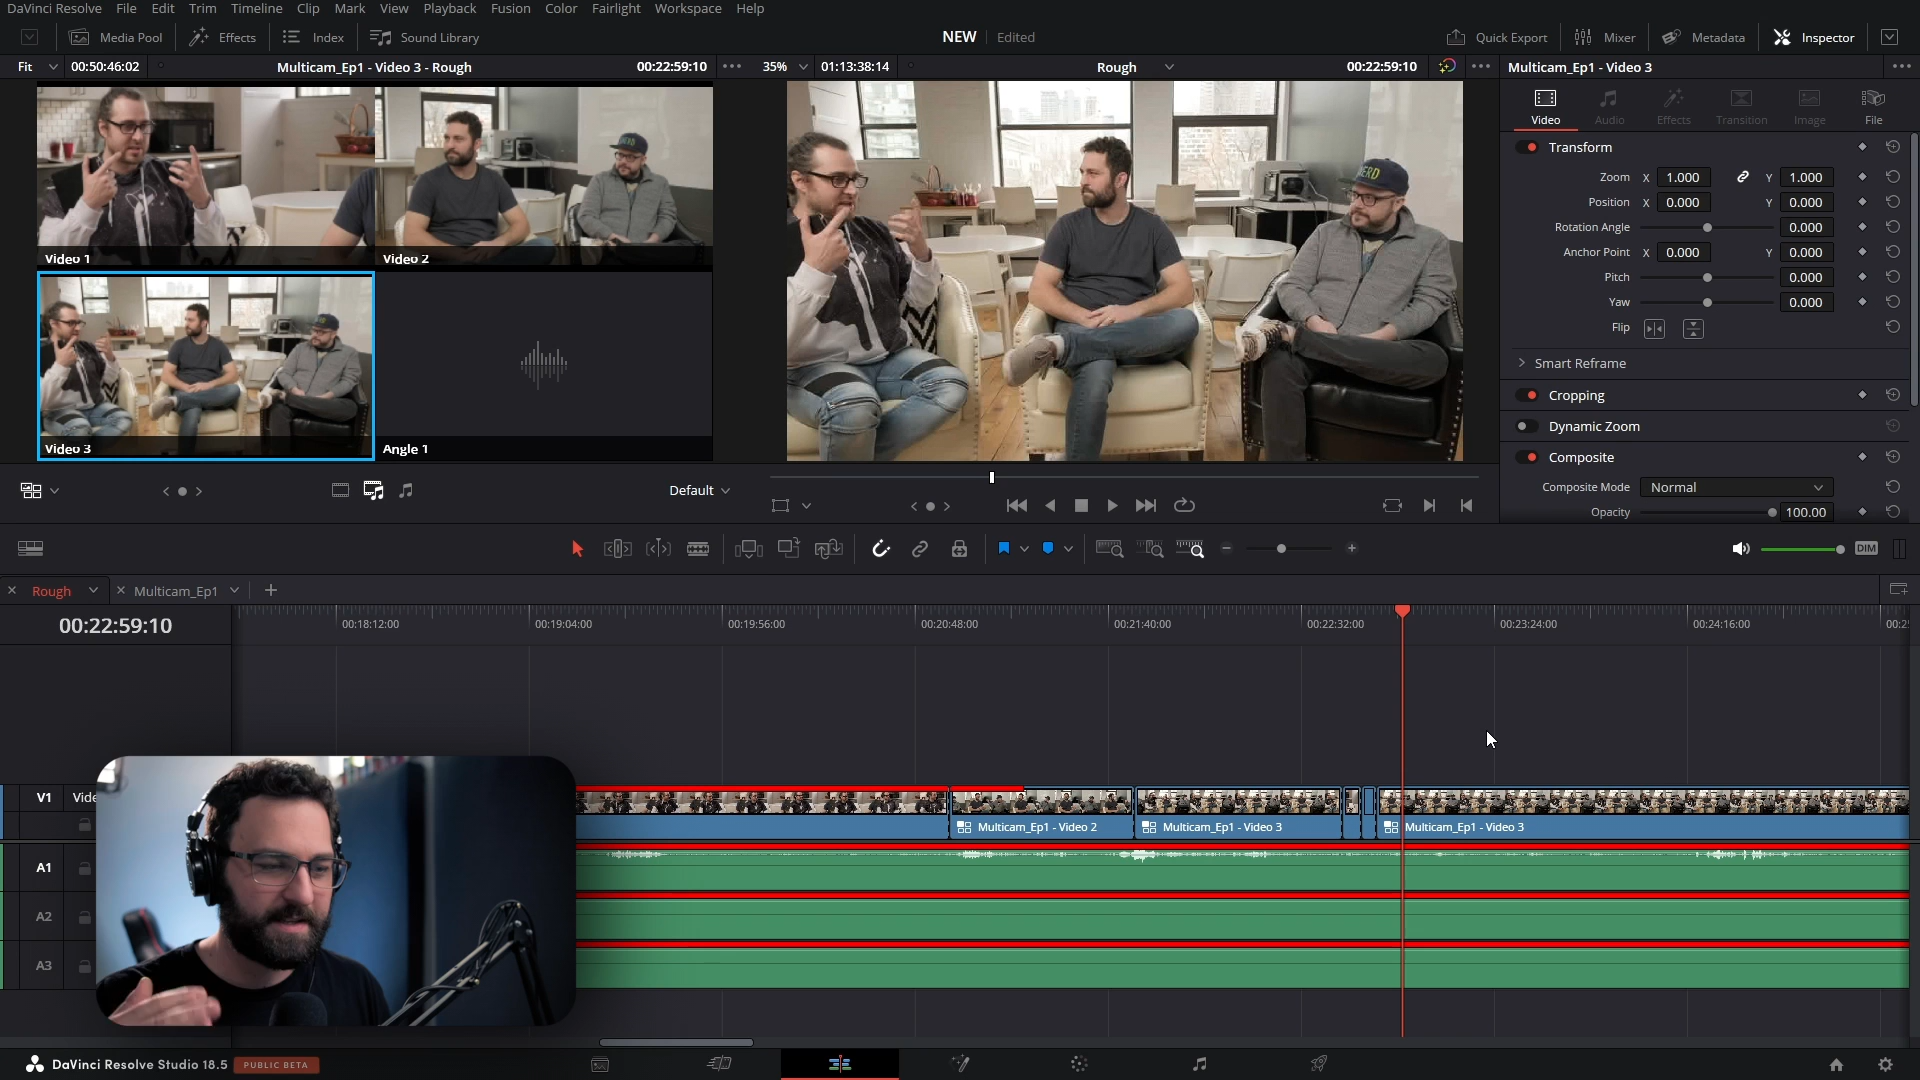 DaVinci Resolve File Edit Trim Timeline Clip Mark View Playback Fusion Color Fairlight Workspace Help
Media Pool Effects Index Sound Library NEW Edited Quick Export Mixer Metadata Inspector
Fit 00:50:46:02 Multicam_Ep1 - Video 3 - Rough 00:22:59:10 35% 01:13:38:14 Rough 00:22:59:10 Multicam_Ep1 - Video 3
Video Audio Effects Transition Image File
Transform
Zoom X 1.000 Y 1.000
Position X 0.000 Y 0.000
Rotation Angle 0.000
Anchor Point X 0.000 Y 0.000
Pitch 0.000
Yaw 0.000
Flip
Smart Reframe
Cropping
Dynamic Zoom
Composite
Composite Mode Normal
Opacity 100.00
NERD
Video 1 Video 2
Video 3 Angle 1
Default
DIM
Rough Multicam_Ep1
00:22:59:10
00:18:12:00 00:19:04:00 00:19:56:00 00:20:48:00 00:21:40:00 00:22:32:00 00:23:24:00 00:24:16:00
V1
Multicam_Ep1 - Video 2 Multicam_Ep1 - Video 3 Multicam_Ep1 - Video 3
A1
A2
A3
DaVinci Resolve Studio 18.5 PUBLIC BETA